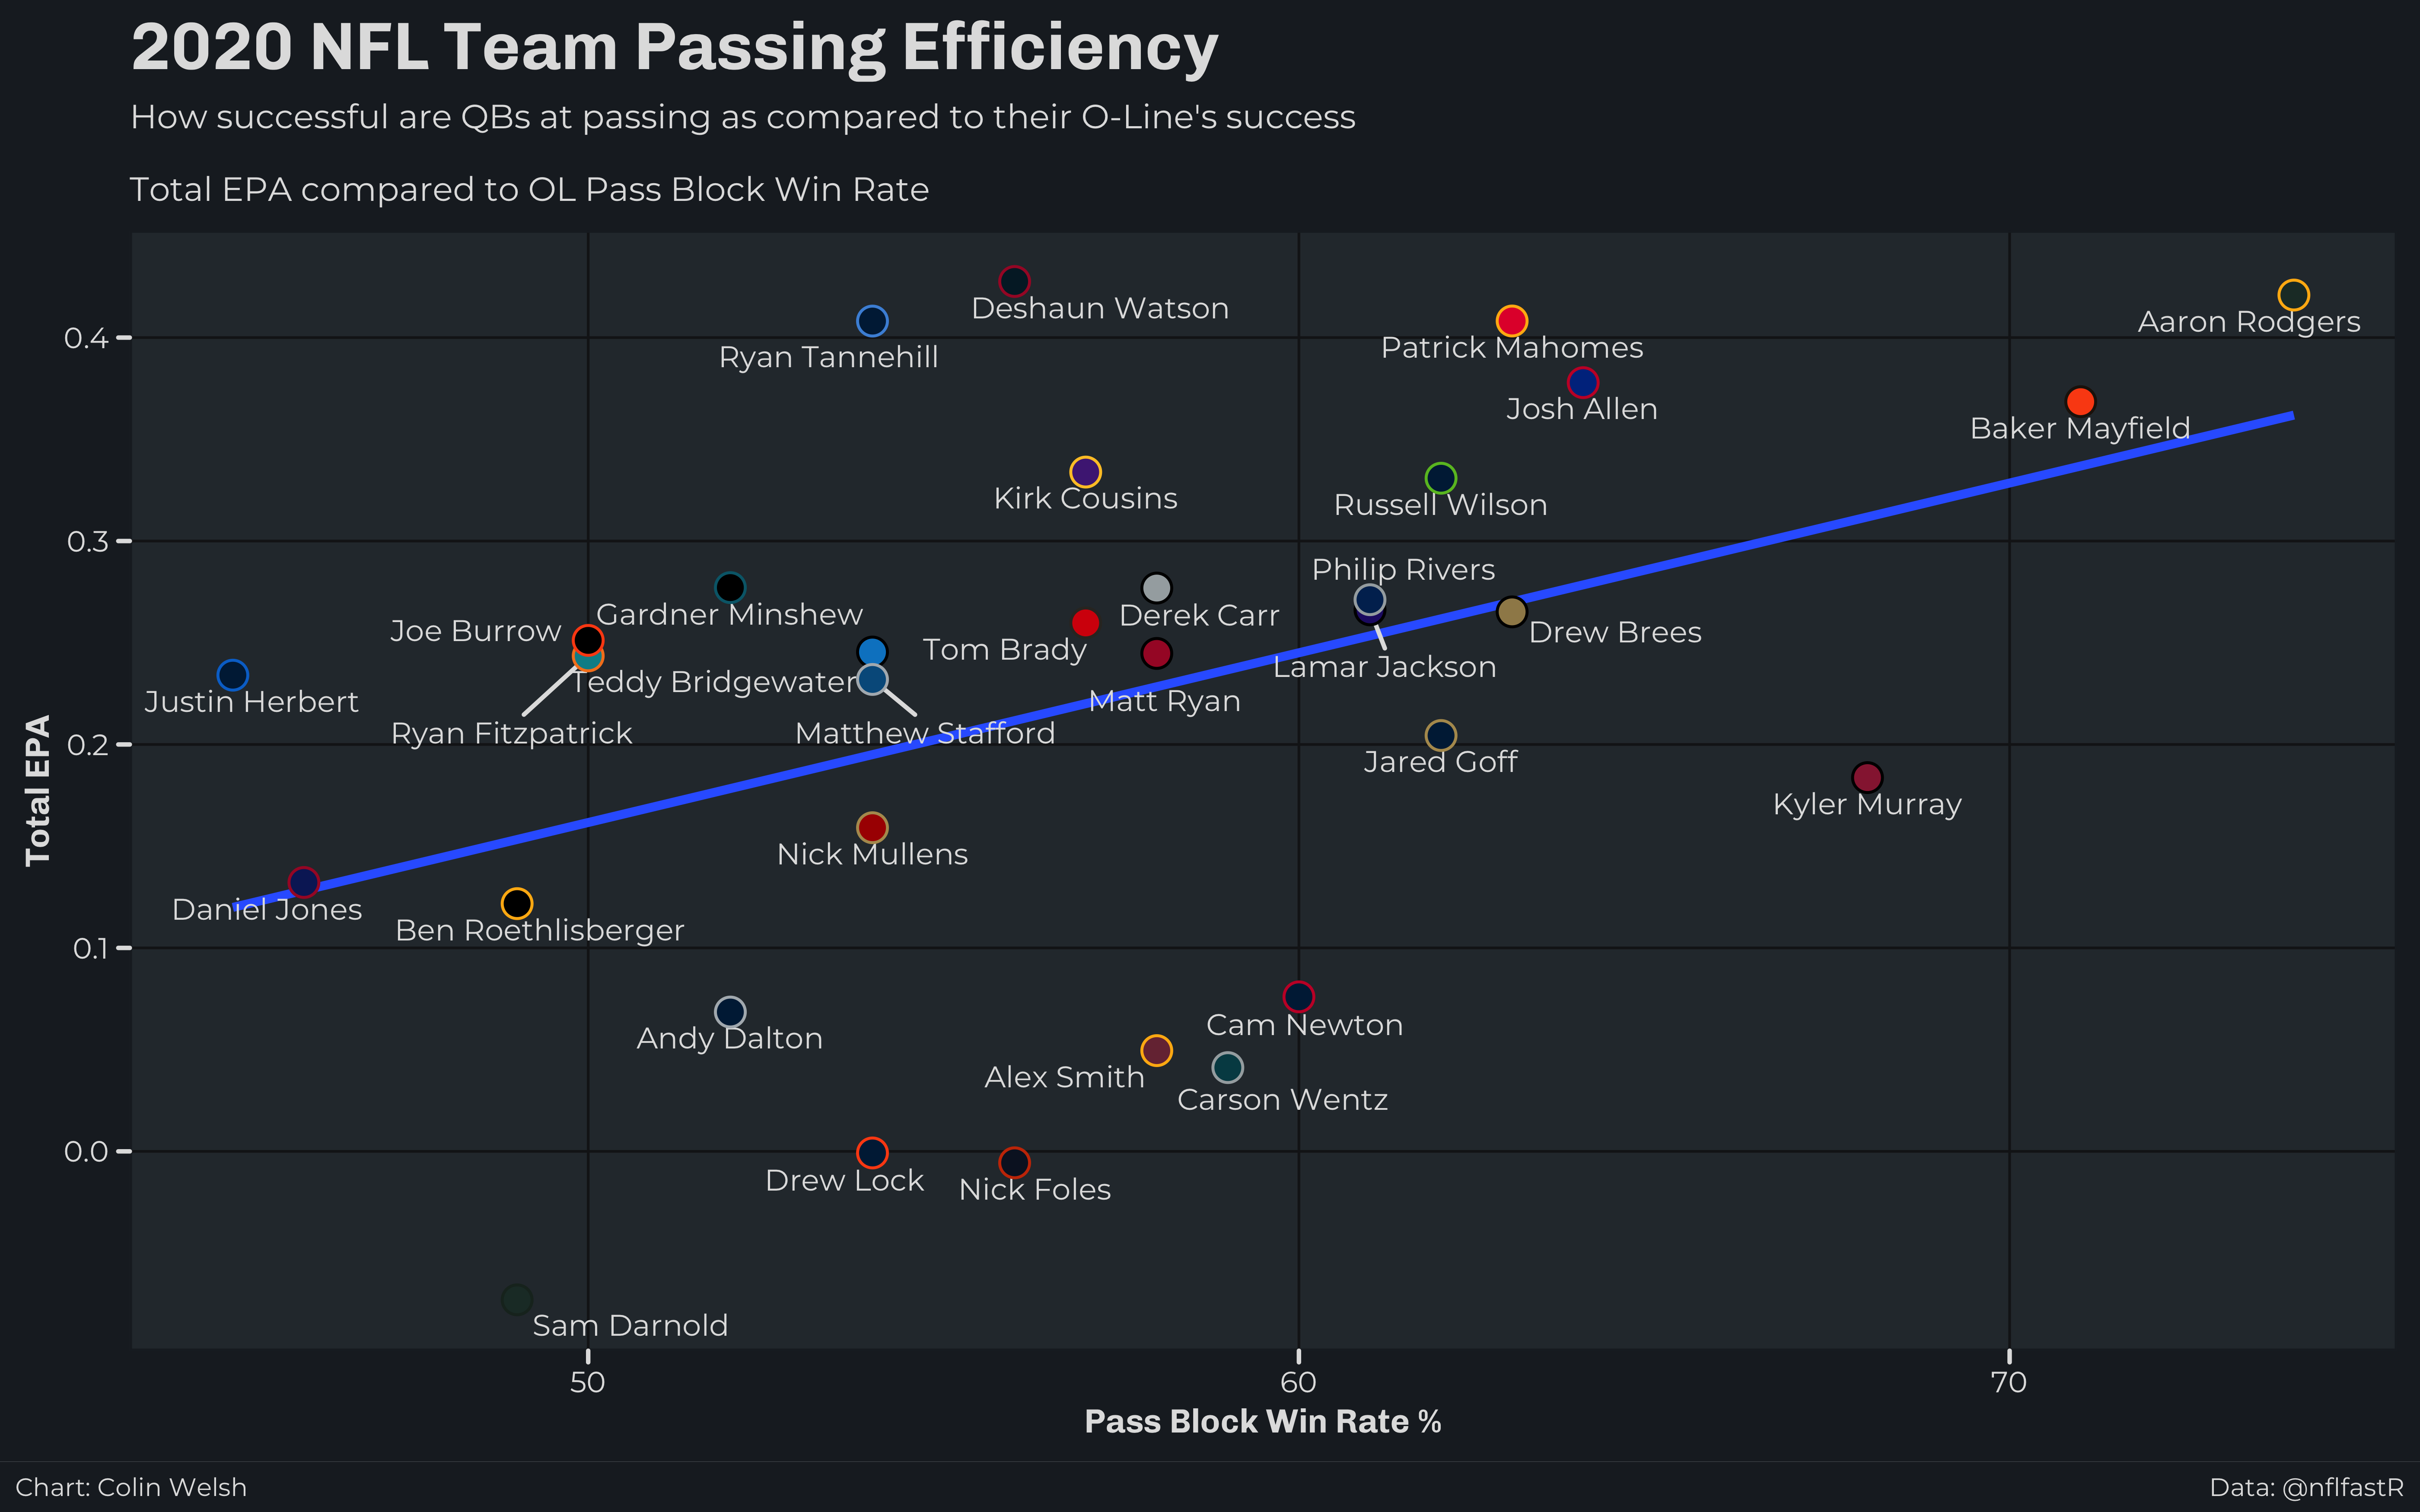 2020 NFL Team Passing Efficiency
How successful are QBs at passing as compared to their O-Line's success
Total EPA compared to OL Pass Block Win Rate
Total EPA
0.4
0.3
0.2
0.1
0.0
Deshaun Watson
Aaron Rodgers
Patrick Mahomes
Ryan Tannehill
Josh Allen
Baker Mayfield
Kirk Cousins
Russell Wilson
Philip Rivers
Gardner Minshew
Derek Carr
Joe Burrow
Drew Brees
Tom Brady
Lamar Jackson
Teddy Bridgewater
Justin Herbert
Matt Ryan
Ryan Fitzpatrick
Matthew Stafford
Jared Goff
Kyler Murray
Nick Mullens
Daniel Jones
Ben Roethlisberger
Cam Newton
Andy Dalton
Alex Smith
Carson Wentz
Drew Lock
Nick Foles
Sam Darnold
50
60
70
Pass Block Win Rate %
Chart: Colin Welsh
Data: @nflfastR